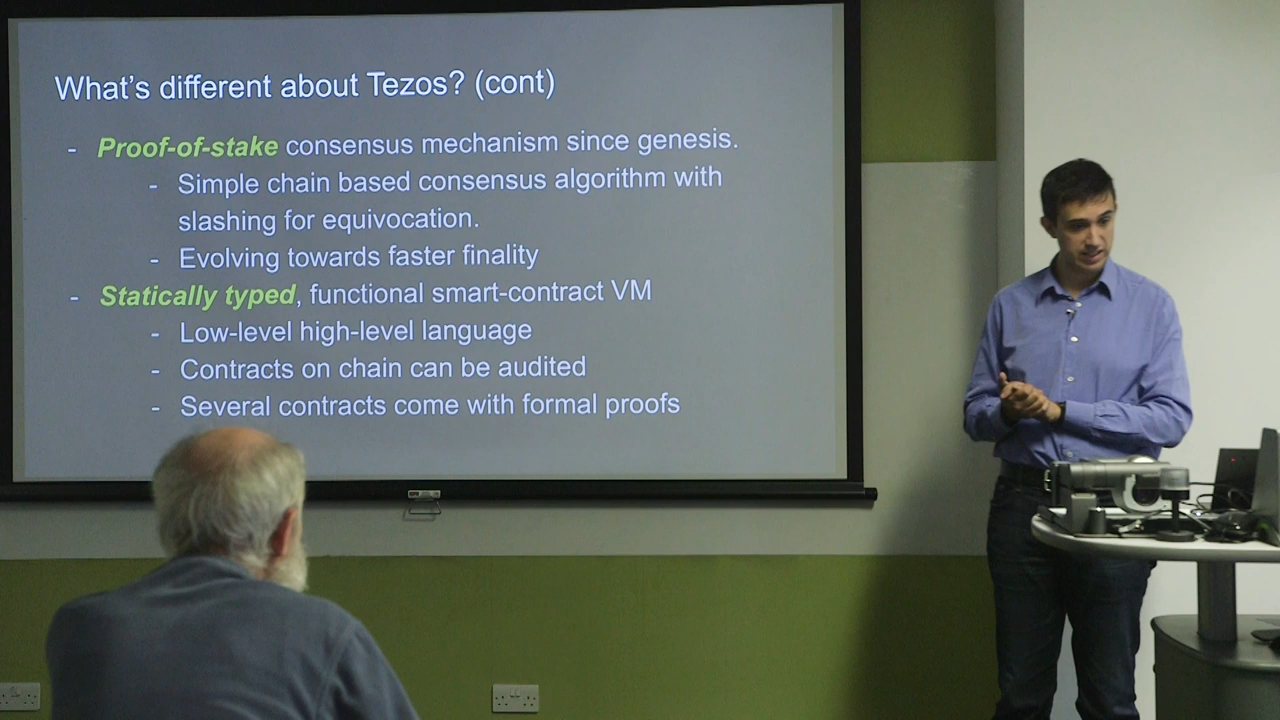 What's different about Tezos? (cont)
- Proof-of-stake consensus mechanism since genesis.
- Simple chain based consensus algorithm with
slashing for equivocation.
- Evolving towards faster finality
- Statically typed, functional smart-contract VM
- Low-level high-level language
- Contracts on chain can be audited
- Several contracts come with formal proofs